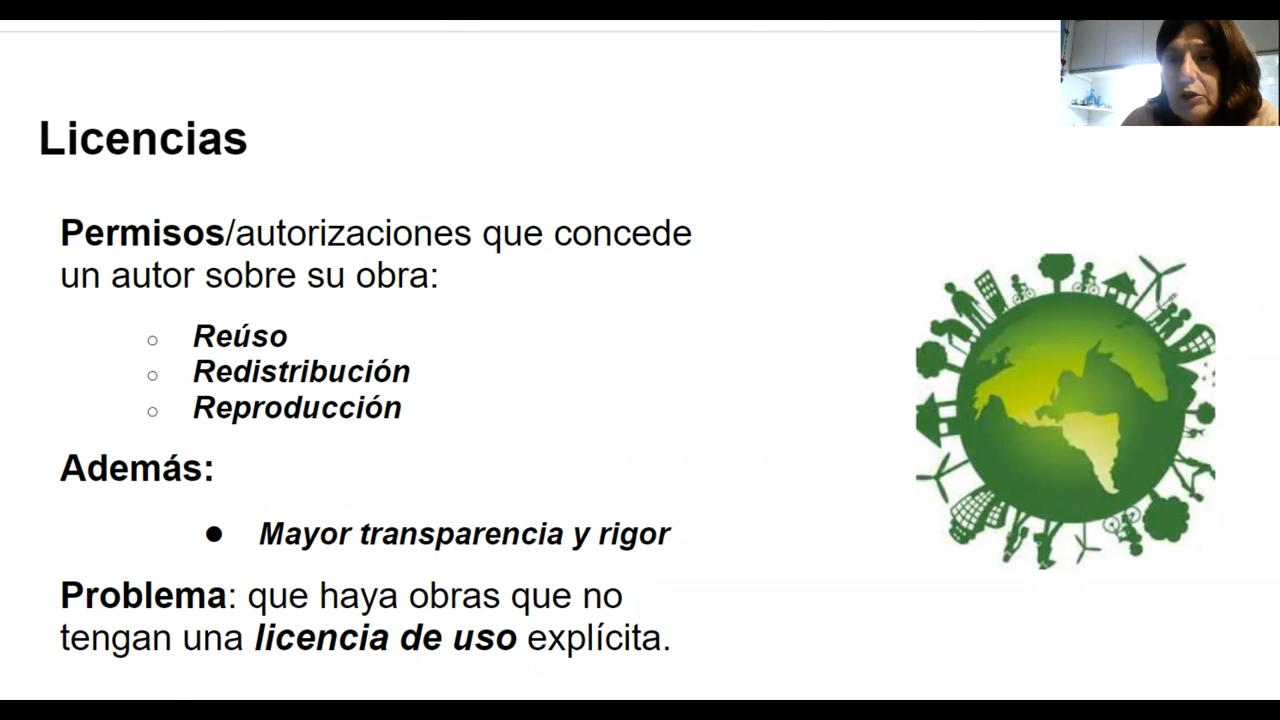 Licencias
Permisos/autorizaciones que concede
un autor sobre su obra:
Reúso
Redistribución
Reproducción
Además:
Mayor transparencia y rigor
Problema: que haya obras que no
tengan una licencia de uso explícita.